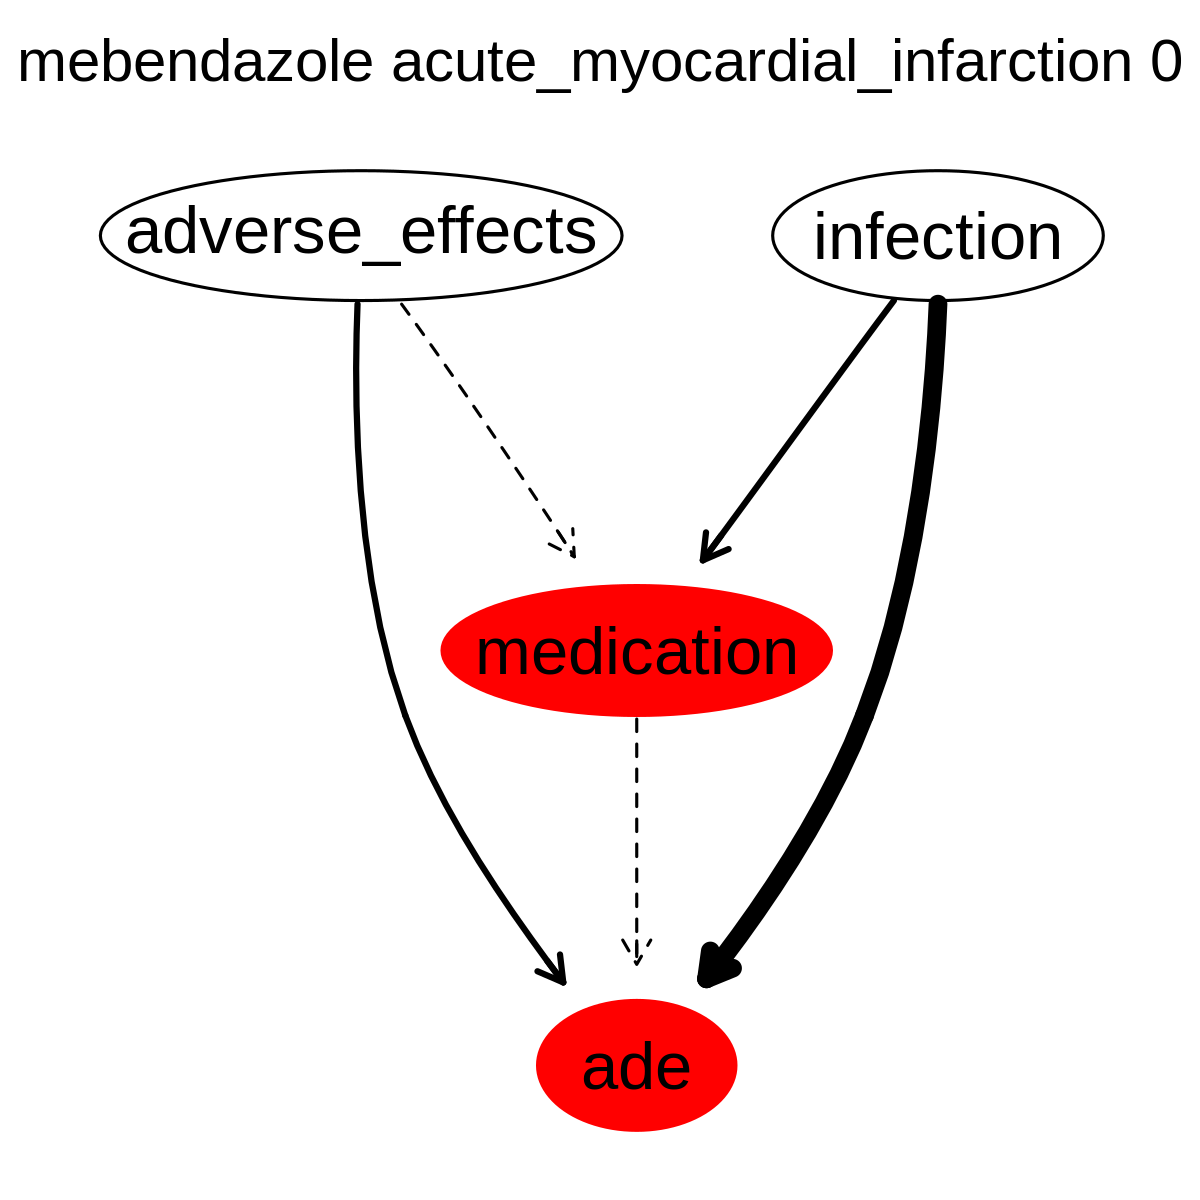 mebendazole acute_myocardial_infarction 0
adverse_effects
infection
medication
ade